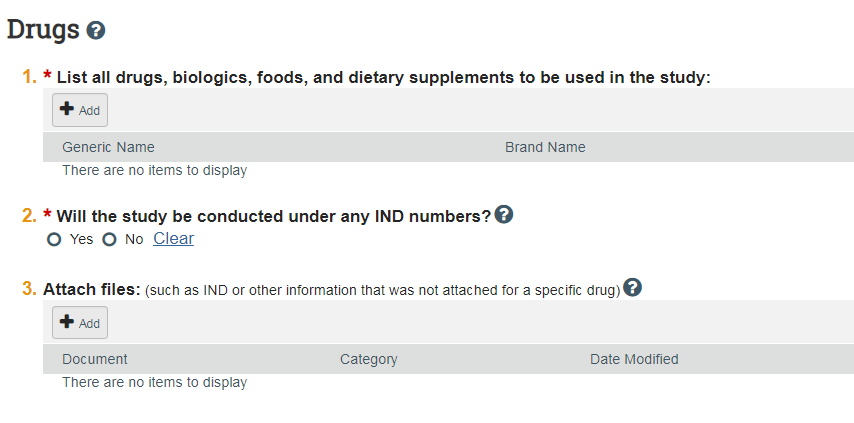 Drugs ?
1. * List all drugs, biologics, foods, and dietary supplements to be used in the study:
+ Add
Generic Name Brand Name
There are no items to display
2. * Will the study be conducted under any IND numbers? ?
Yes No Clear
3. Attach files: (such as IND or other information that was not attached for a specific drug) ?
+ Add
Document Category Date Modified
There are no items to display